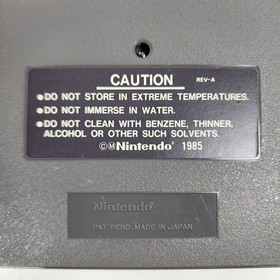 CAUTION REV-A
●DO NOT STORE IN EXTREME TEMPERATURES.
●DO NOT IMMERSE IN WATER.
●DO NOT CLEAN WITH BENZENE, THINNER,
ALCOHOL OR OTHER SUCH SOLVENTS.
©ⓂNintendo® 1985
Nintendo®
PAT. PEND. MADE IN JAPAN